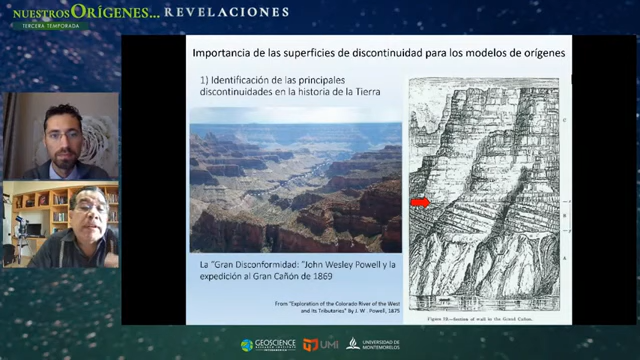 NUESTROS ORÍGENES... REVELACIONES
TERCERA TEMPORADA
Importancia de las superficies de discontinuidad para los modelos de orígenes
1) Identificación de las principales
discontinuidades en la historia de la Tierra
La "Gran Disconformidad: "John Wesley Powell y la
expedición al Gran Cañón de 1869
From "Exploration of the Colorado River of the West
and Its Tributaries" By J. W . Powell, 1875
Figure 79.—Section of wall in the Grand Cañon.
GEOSCIENCE
RESEARCH INSTITUTE
UMI
UNIVERSIDAD
DE MONTEMORELOS